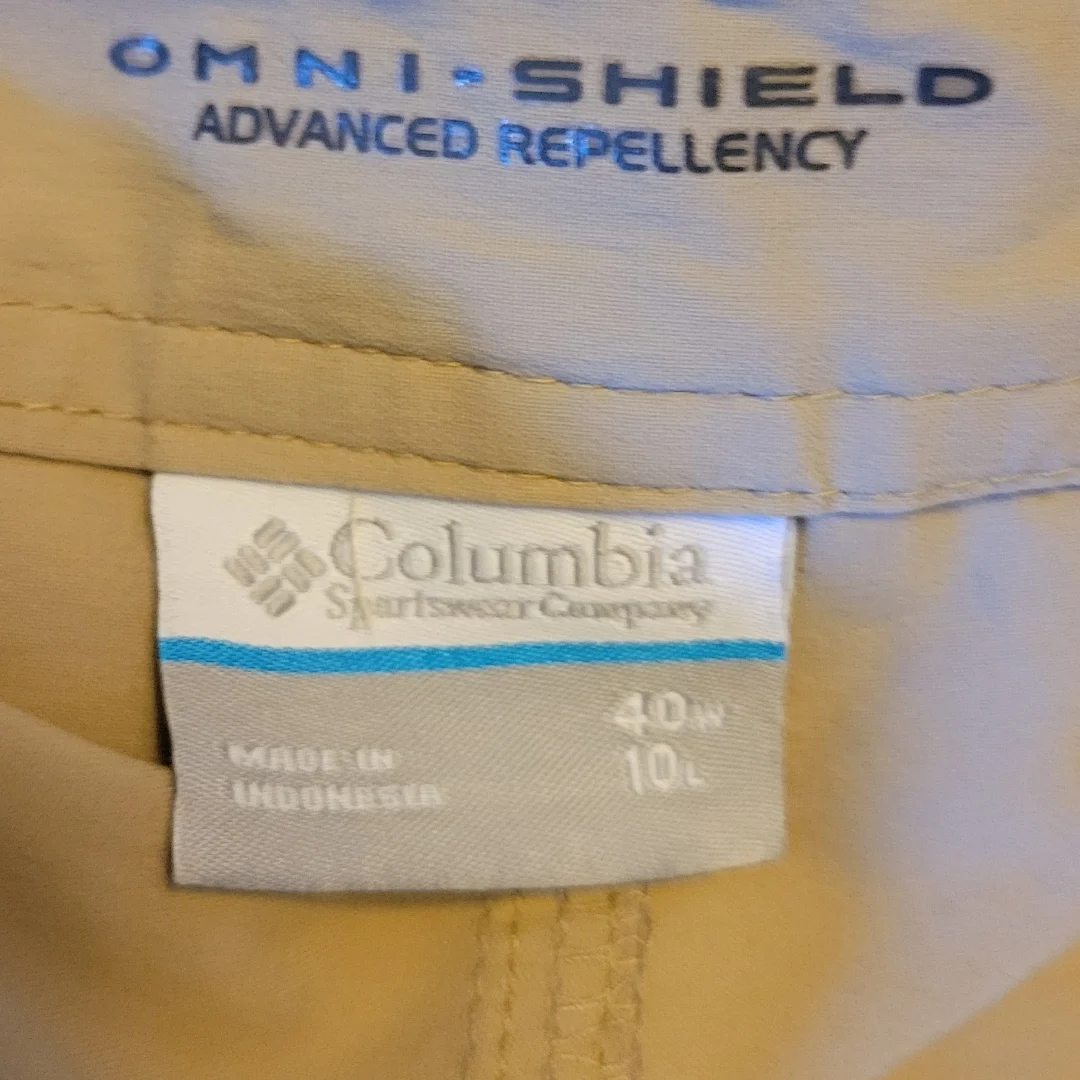 OMNI-SHIELD
ADVANCED REPELLENCY
Columbia
Sportswear Company
40W
10L
MADE IN
INDONESIA